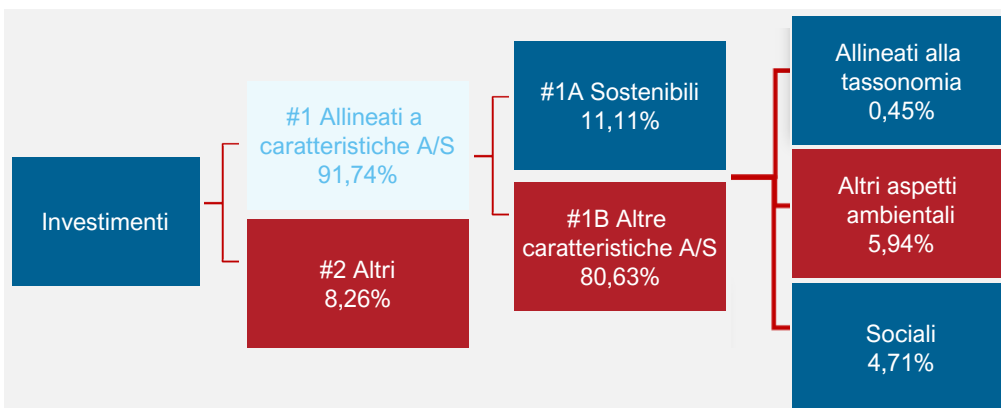 Investimenti
#1 Allineati a
caratteristiche A/S
91,74%
#2 Altri
8,26%
#1A Sostenibili
11,11%
#1B Altre
caratteristiche A/S
80,63%
Allineati alla
tassonomia
0,45%
Altri aspetti
ambientali
5,94%
Sociali
4,71%